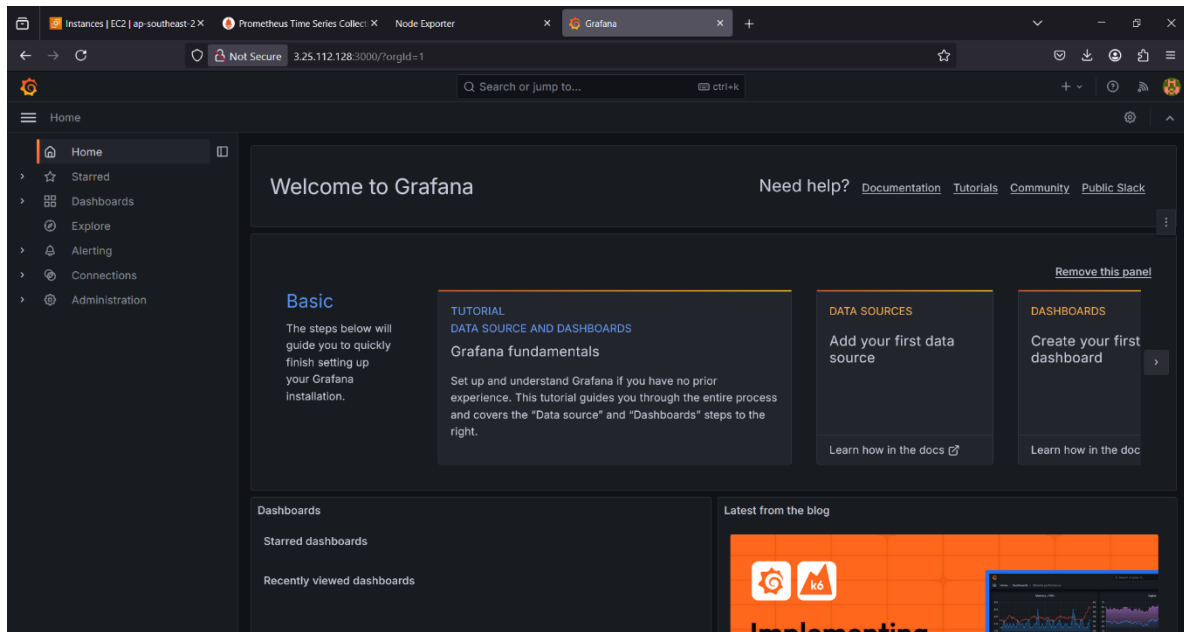 Instances | EC2 | ap-southeast-2
Prometheus Time Series Collecti
Node Exporter
Grafana
Not Secure 3.25.112.128:3000/?orgId=1
Search or jump to... ctrl+k
Home
Home
Starred
Dashboards
Explore
Alerting
Connections
Administration
Welcome to Grafana
Need help? Documentation Tutorials Community Public Slack
Remove this panel
Basic
The steps below will
guide you to quickly
finish setting up
your Grafana
installation.
TUTORIAL
DATA SOURCE AND DASHBOARDS
Grafana fundamentals
Set up and understand Grafana if you have no prior
experience. This tutorial guides you through the entire process
and covers the “Data source” and “Dashboards” steps to the
right.
DATA SOURCES
Add your first data
source
Learn how in the docs
DASHBOARDS
Create your first
dashboard
Learn how in the doc
Dashboards
Starred dashboards
Recently viewed dashboards
Latest from the blog
k6
Implementing